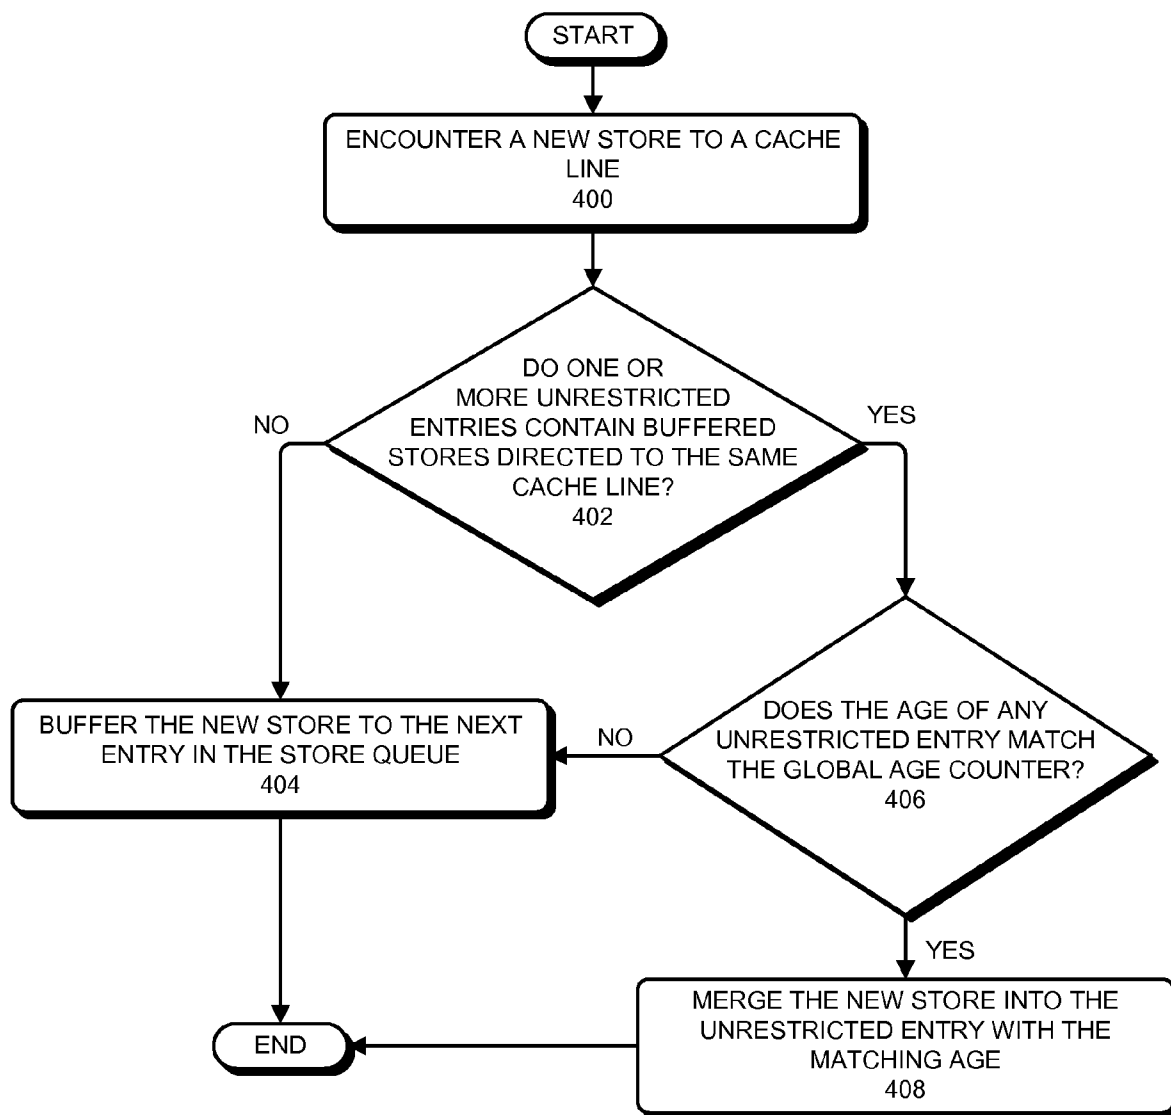 START
ENCOUNTER A NEW STORE TO A CACHE
LINE
400
DO ONE OR
MORE UNRESTRICTED
ENTRIES CONTAIN BUFFERED
STORES DIRECTED TO THE SAME
CACHE LINE?
402
NO
YES
BUFFER THE NEW STORE TO THE NEXT
ENTRY IN THE STORE QUEUE
404
NO
DOES THE AGE OF ANY
UNRESTRICTED ENTRY MATCH
THE GLOBAL AGE COUNTER?
406
YES
MERGE THE NEW STORE INTO THE
UNRESTRICTED ENTRY WITH THE
MATCHING AGE
408
END